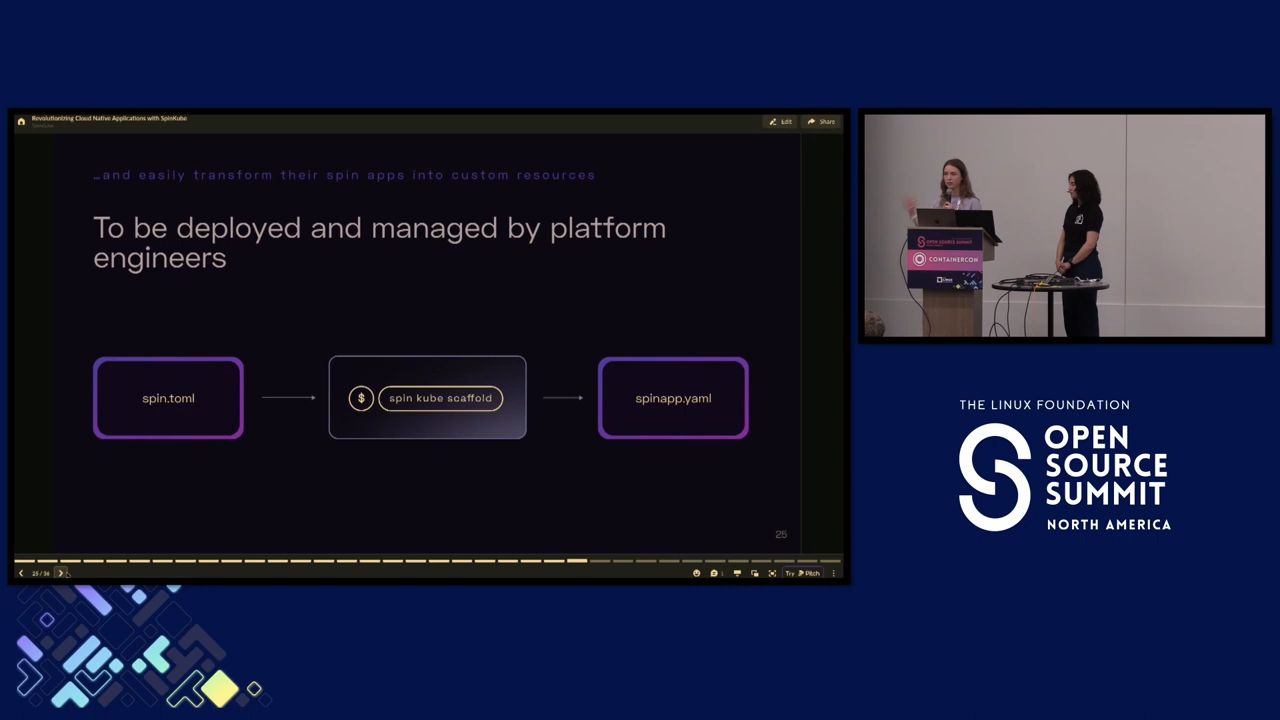 Revolutionizing Cloud Native Applications with SpinKube
Edit
Share
…and easily transform their spin apps into custom resources
To be deployed and managed by platform
engineers
spin.toml
$
spin kube scaffold
spinapp.yaml
25
25 / 36
Try
Pitch
OPEN SOURCE SUMMIT
CONTAINERCON
THE LINUX FOUNDATION
OPEN
SOURCE
SUMMIT
NORTH AMERICA